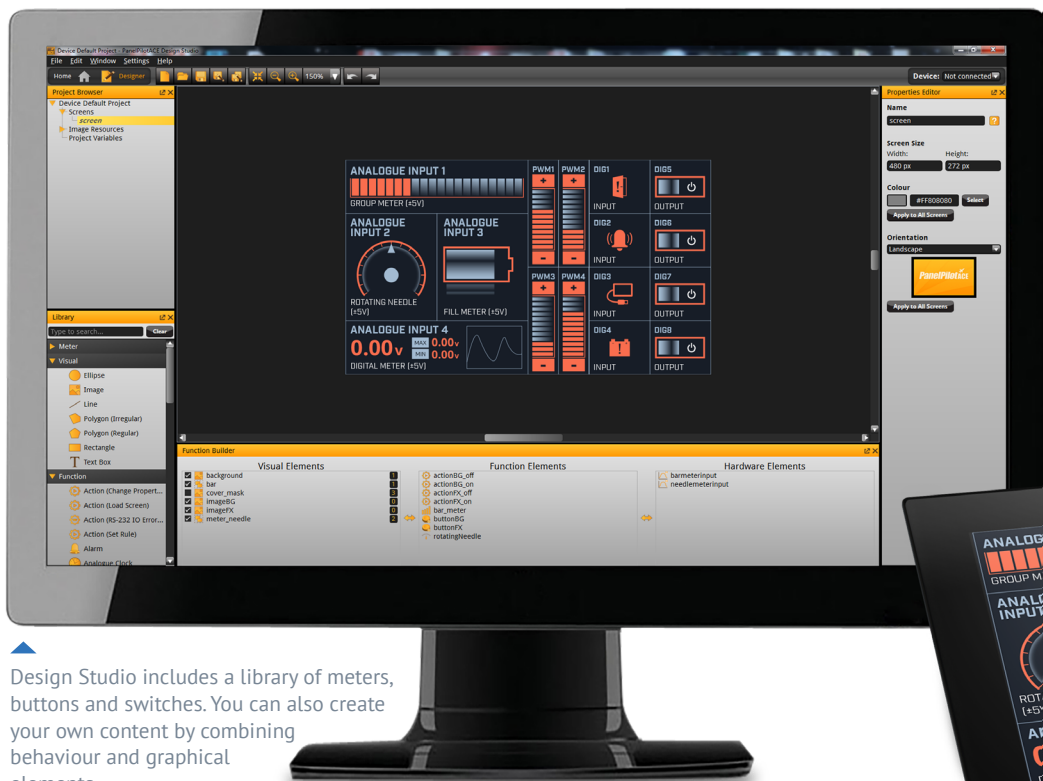 Device Default Project - PanelPilotACE Design Studio
File Edit Window Settings Help
Home Designer 150% Device: Not connected
Project Browser
Device Default Project
Screens
screen
Image Resources
Project Variables
Library
Type to search... Clear
Meter
Visual
Ellipse
Image
Line
Polygon (Irregular)
Polygon (Regular)
Rectangle
Text Box
Function
Action (Change Propert...
Action (Load Screen)
Action (RS-232 IO Error...
Action (Set Rule)
Alarm
Analogue Clock
ANALOGUE INPUT 1
GROUP METER (±5V)
ANALOGUE
INPUT 2
ROTATING NEEDLE
(±5V)
ANALOGUE
INPUT 3
FILL METER (±5V)
ANALOGUE INPUT 4
0.00v MAX 0.00v
MIN 0.00v
DIGITAL METER (±5V)
PWM1 PWM2
+ +
- -
PWM3 PWM4
+ +
- -
DIG1 DIG5
!
INPUT OUTPUT
DIG2 DIG6
INPUT OUTPUT
DIG3 DIG7
INPUT OUTPUT
DIG4 DIG8
!
INPUT OUTPUT
Function Builder
Visual Elements
background 1
bar 1
cover_mask 3
imageBG 0
imageFX 0
meter_needle 2
Function Elements
actionBG_off
actionBG_on
actionFX_off
actionFX_on
bar_meter
buttonBG
buttonFX
rotatingNeedle
Hardware Elements
barmeterinput
needlemeterinput
Properties Editor
Name
screen ?
Screen Size
Width: Height:
480 px 272 px
Colour
#FF808080 Select
Apply to All Screens
Orientation
Landscape
PanelPilotACE
Apply to All Screens
Design Studio includes a library of meters,
buttons and switches. You can also create
your own content by combining
behaviour and graphical
ANALOG
GROUP M
ANAL
INPUT
ROT
(±5V